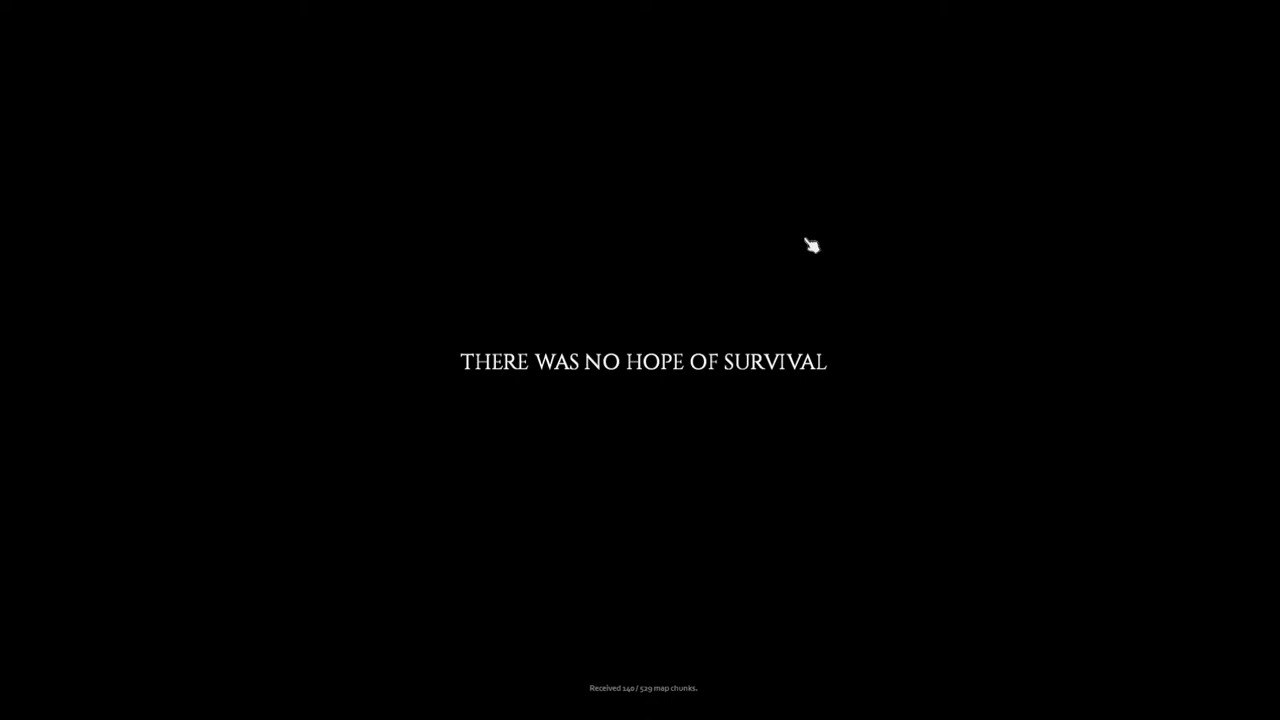 THERE WAS NO HOPE OF SURVIVAL
Received 140 / 529 map chunks.